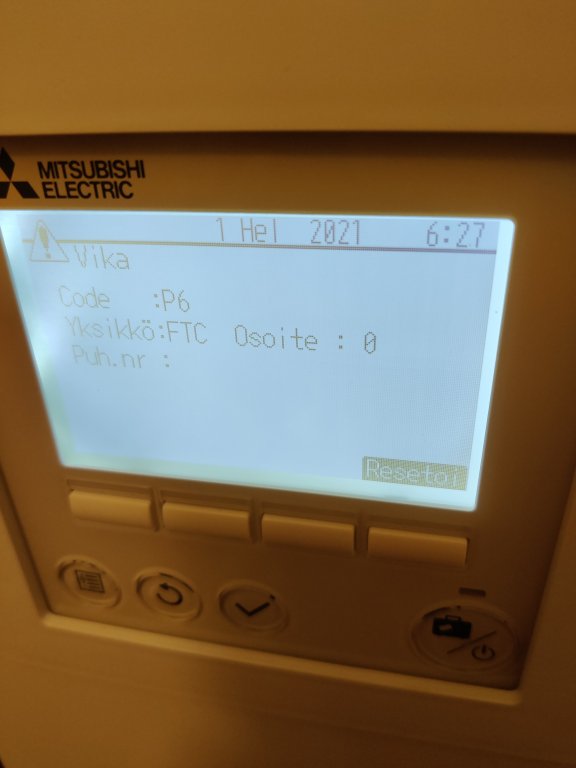 MITSUBISHI
ELECTRIC
1 Hel 2021 6:27
Vika
Code :P6
Yksikkö:FTC Osoite : 0
Puh.nr :
Resetoi